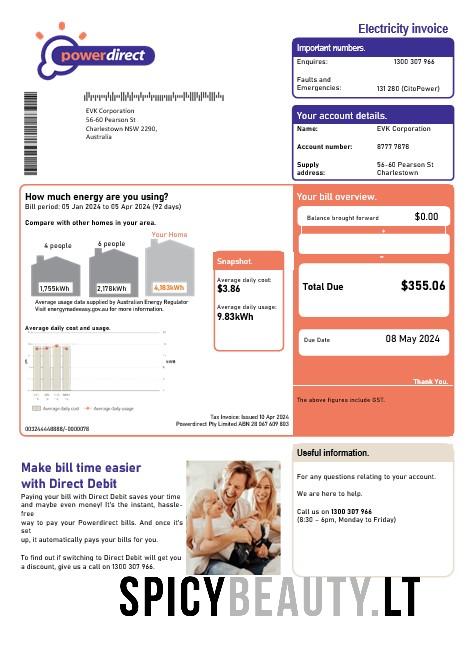 Electricity invoice
powerdirect
Important numbers.
Enquires: 1300 307 966
Faults and
Emergencies: 131 280 (CitoPower)
EVK Corporation
56-60 Pearson St
Charlestown NSW 2290,
Australia
Your account details.
Name: EVK Corporation
Account number: 8777 7878
Supply 56-60 Pearson St
address: Charlestown
How much energy are you using?
Bill period: 05 Jan 2024 to 05 Apr 2024 (92 days)
Compare with other homes in your area.
4 people
6 people
Your Home
1,755kWh
2,178kWh
4,183kWh
Average usage date supplied by Australian Energy Regulator
Visit energymadeeasy.gov.au for more information.
Average daily cost and usage.
$
kWh
Average daily cost
Average daily usage
Snapshot.
Average daily cost:
$3.86
Average daily usage:
9.83kWh
Tax Invoice: Issued 10 Apr 2024
Powerdirect Pty Limited ABN 28 067 609 803
003244448888/-0000078
Your bill overview.
Balance brought forward $0.00
+
=
Total Due $355.06
Due Date 08 May 2024
Thank You.
The above figures include GST.
Make bill time easier
with Direct Debit
Paying your bill with Direct Debit saves your time
and maybe even money! It's the instant, hassle-
free
way to pay your Powerdirect bills. And once it's
set
up, it automatically pays your bills for you.
To find out if switching to Direct Debit will get you
a discount, give us a call on 1300 307 966.
Useful information.
For any questions relating to your account.
We are here to help.
Call us on 1300 307 966
(8:30 – 6pm, Monday to Friday)
SPICYBEAUTY.LT